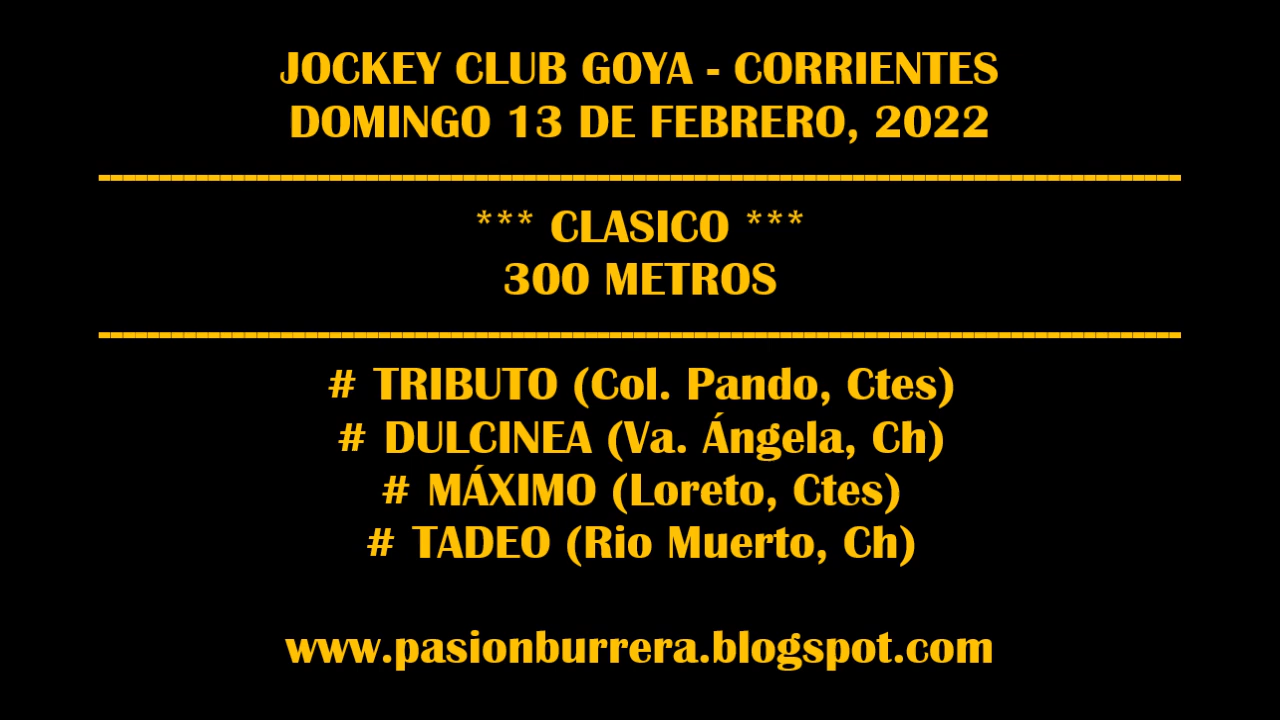 JOCKEY CLUB GOYA - CORRIENTES
DOMINGO 13 DE FEBRERO, 2022
*** CLASICO ***
300 METROS
# TRIBUTO (Col. Pando, Ctes)
# DULCINEA (Va. Ángela, Ch)
# MÁXIMO (Loreto, Ctes)
# TADEO (Rio Muerto, Ch)
www.pasionburrera.blogspot.com